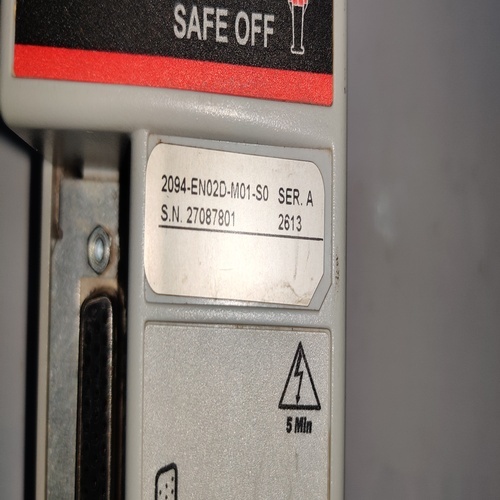 SAFE OFF
2094-EN02D-M01-S0 SER. A
S.N. 27087801 2613
5 Min